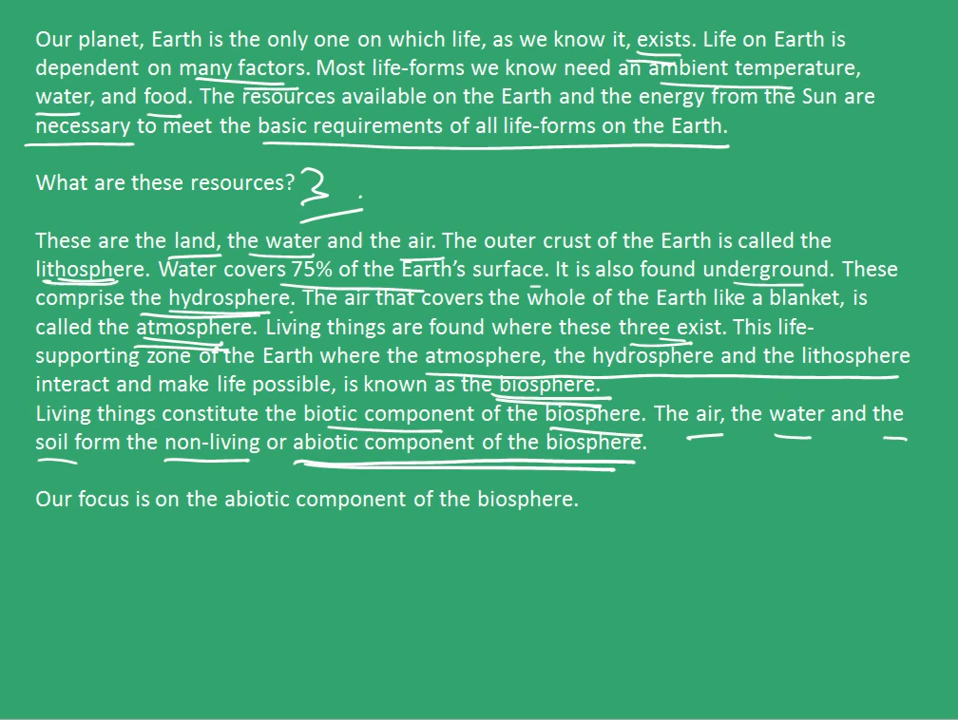 Our planet, Earth is the only one on which life, as we know it, exists. Life on Earth is
dependent on many factors. Most life-forms we know need an ambient temperature,
water, and food. The resources available on the Earth and the energy from the Sun are
necessary to meet the basic requirements of all life-forms on the Earth.
What are these resources? 3
These are the land, the water and the air. The outer crust of the Earth is called the
lithosphere. Water covers 75% of the Earth's surface. It is also found underground. These
comprise the hydrosphere. The air that covers the whole of the Earth like a blanket, is
called the atmosphere. Living things are found where these three exist. This life-
supporting zone of the Earth where the atmosphere, the hydrosphere and the lithosphere
interact and make life possible, is known as the biosphere.
Living things constitute the biotic component of the biosphere. The air, the water and the
soil form the non-living or abiotic component of the biosphere.
Our focus is on the abiotic component of the biosphere.